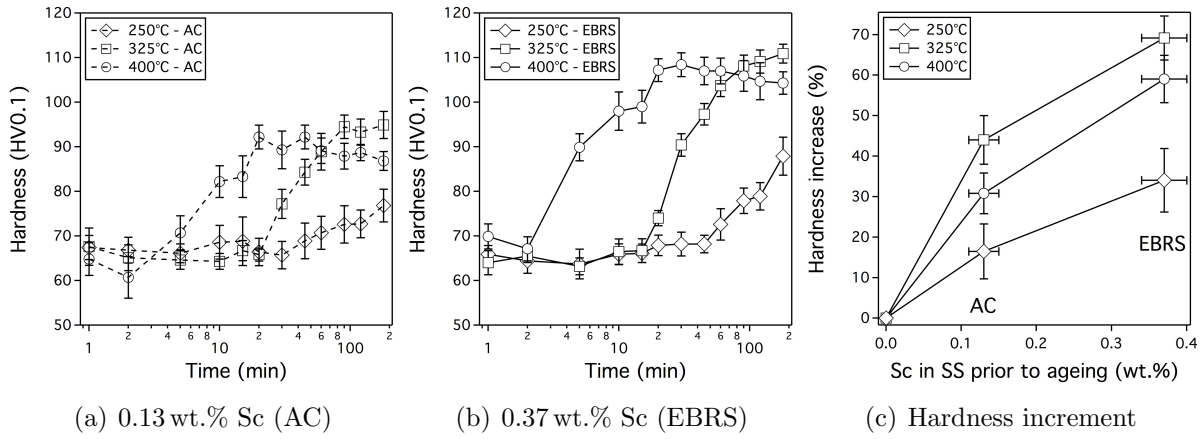 250°C - AC
325°C - AC
400°C - AC
120
110
100
90
80
70
60
50
Hardness (HV0.1)
1 2 4 6 8 10 2 4 6 8 100 2
Time (min)
(a) 0.13 wt.% Sc (AC)
250°C - EBRS
325°C - EBRS
400°C - EBRS
120
110
100
90
80
70
60
50
Hardness (HV0.1)
1 2 4 6 8 10 2 4 6 8 100 2
Time (min)
(b) 0.37 wt.% Sc (EBRS)
250°C
325°C
400°C
70
60
50
40
30
20
10
0
Hardness increase (%)
AC
EBRS
0.0 0.1 0.2 0.3 0.4
Sc in SS prior to ageing (wt.%)
(c) Hardness increment